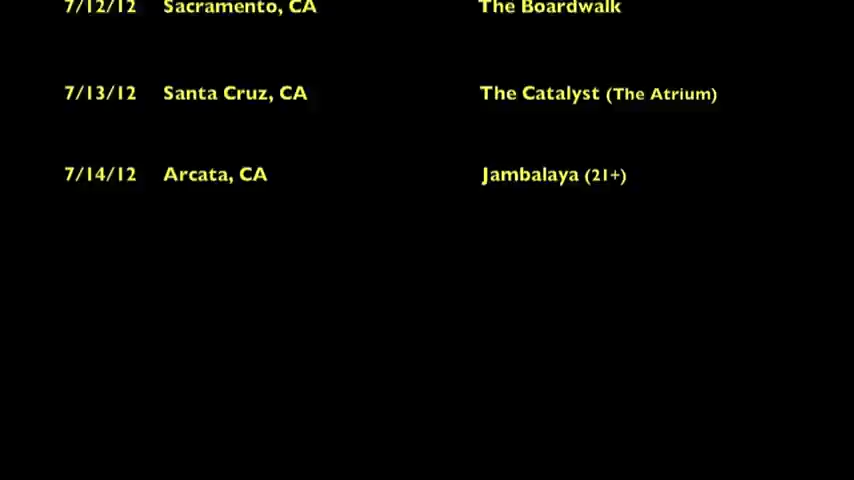 7/12/12 Sacramento, CA The Boardwalk
7/13/12 Santa Cruz, CA The Catalyst (The Atrium)
7/14/12 Arcata, CA Jambalaya (21+)